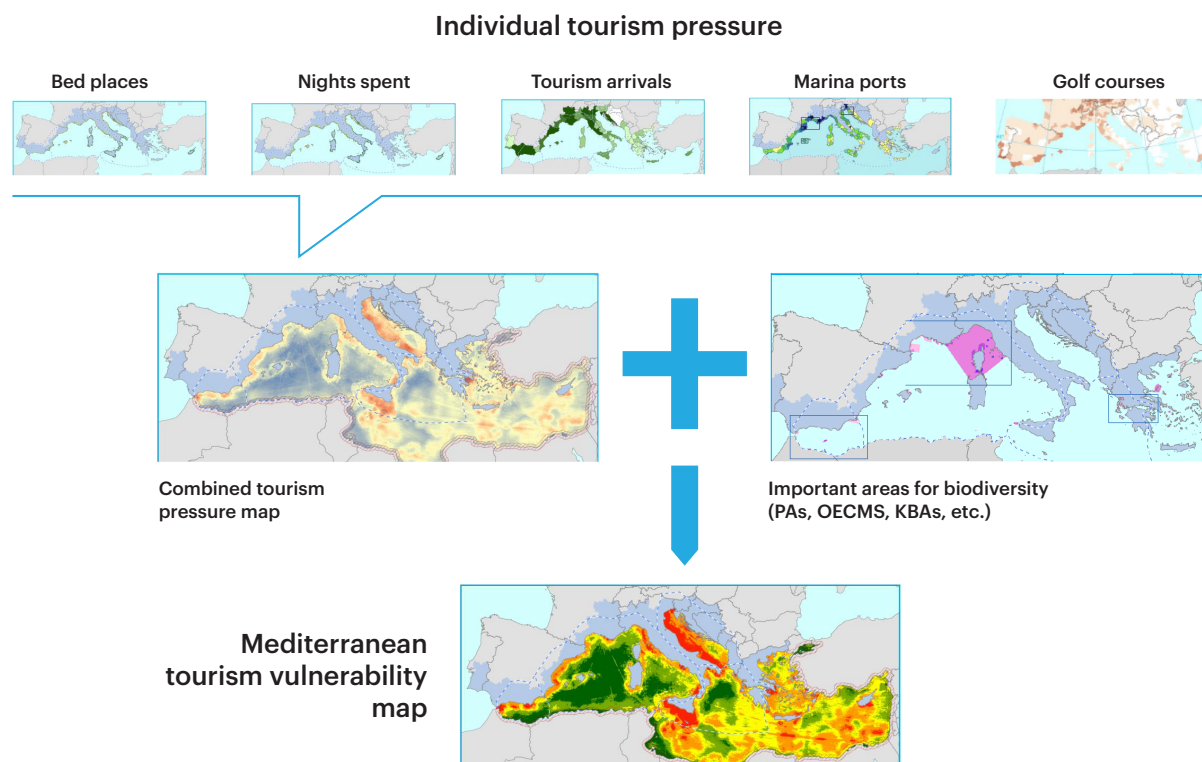 Individual tourism pressure
Bed places
Nights spent
Tourism arrivals
Marina ports
Golf courses
Combined tourism
pressure map
Important areas for biodiversity
(PAs, OECMS, KBAs, etc.)
Mediterranean
tourism vulnerability
map